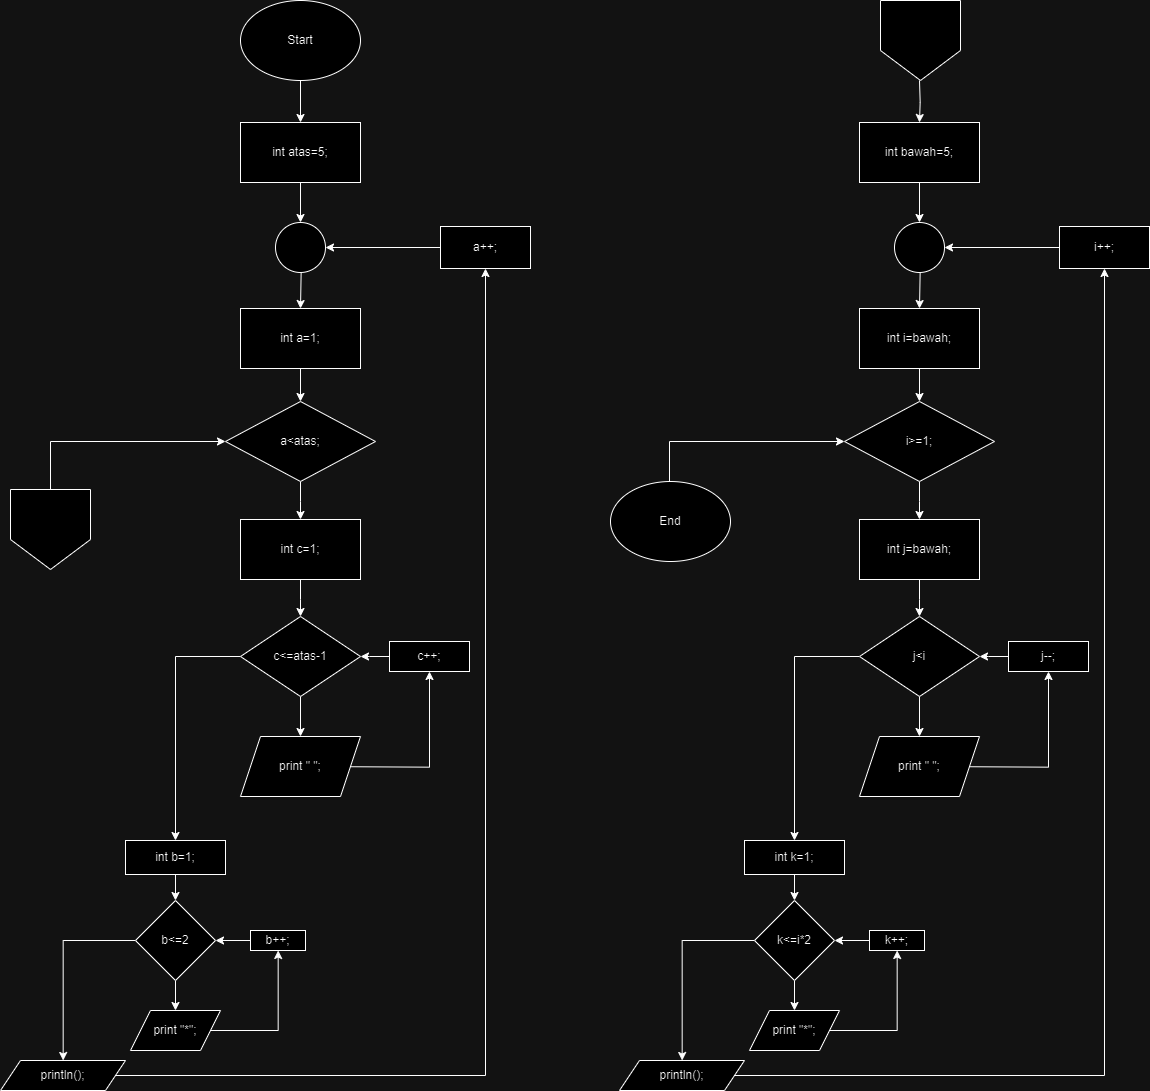 Start
int atas=5;
a++;
int a=1;
a<atas;
int c=1;
c<=atas-1
c++;
print " ";
int b=1;
b<=2
b++;
print "*";
println();
int bawah=5;
i++;
int i=bawah;
i>=1;
End
int j=bawah;
j<i
j--;
print " ";
int k=1;
k<=i*2
k++;
print "*";
println();